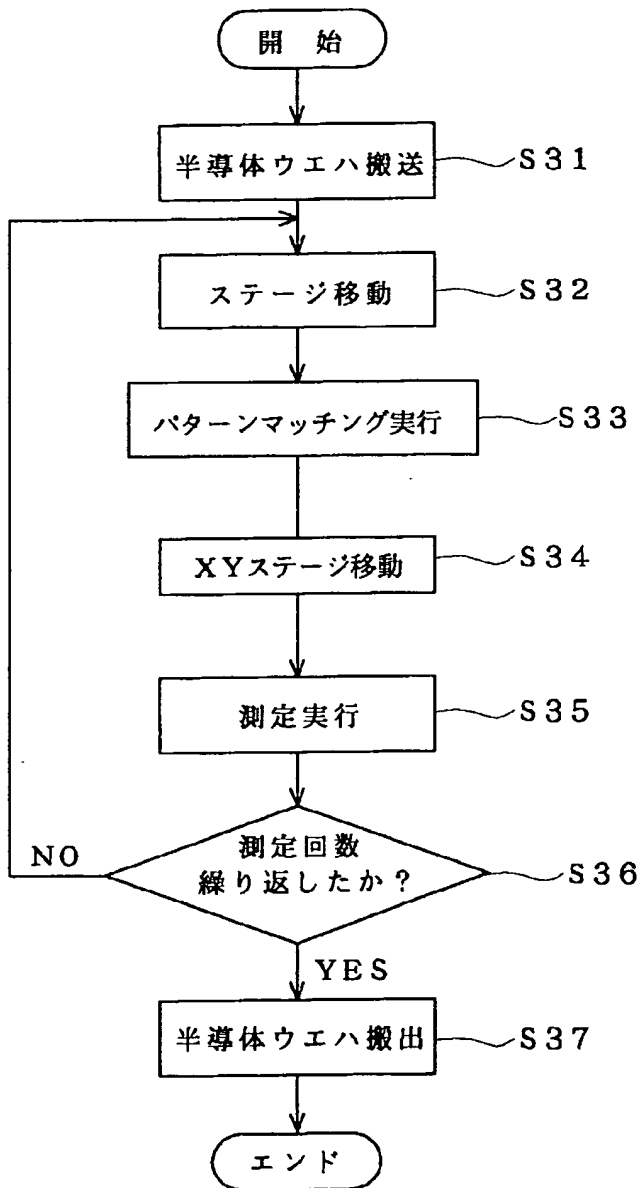 開始
半導体ウエハ搬送
S31
ステージ移動
S32
パターンマッチング実行
S33
XYステージ移動
S34
測定実行
S35
測定回数
繰り返したか?
S36
NO
YES
半導体ウエハ搬出
S37
エンド